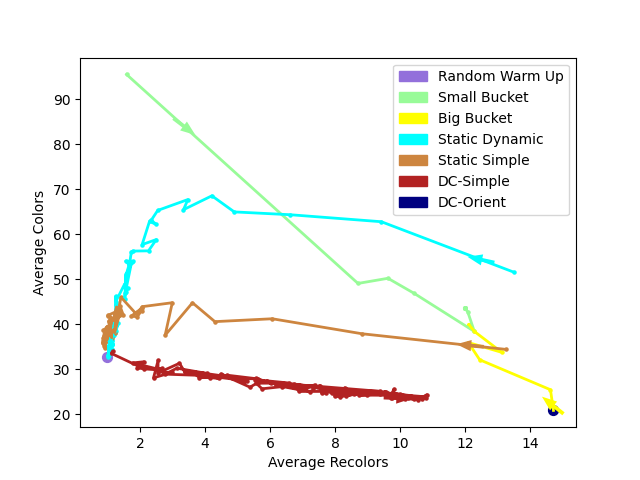 Random Warm Up
Small Bucket
Big Bucket
Static Dynamic
Static Simple
DC-Simple
DC-Orient
90
80
70
60
50
40
30
20
Average Colors
2 4 6 8 10 12 14
Average Recolors